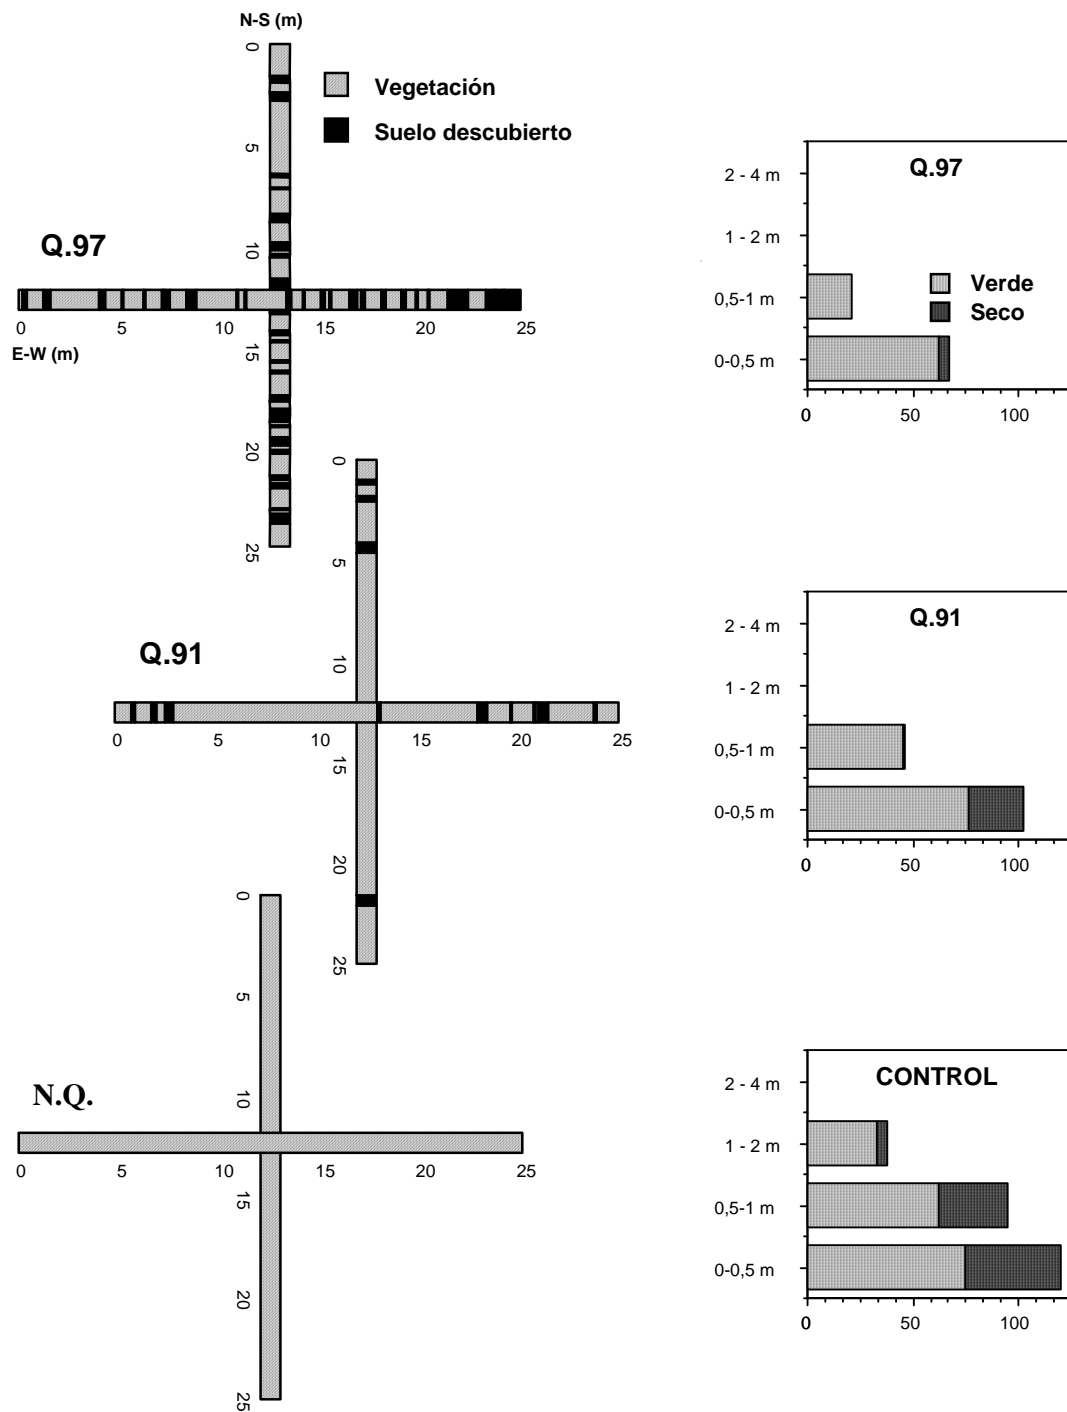 N-S (m)
0
5
10
15
20
25
Vegetación
Suelo descubierto
Q.97
0 5 10 15 20 25
E-W (m)
Q.97
2 - 4 m
1 - 2 m
0,5-1 m
0-0,5 m
Verde
Seco
0 50 100
0
5
10
15
20
25
Q.91
0 5 10 15 20 25
Q.91
2 - 4 m
1 - 2 m
0,5-1 m
0-0,5 m
0 50 100
0
5
10
15
20
25
N.Q.
0 5 10 15 20 25
CONTROL
2 - 4 m
1 - 2 m
0,5-1 m
0-0,5 m
0 50 100